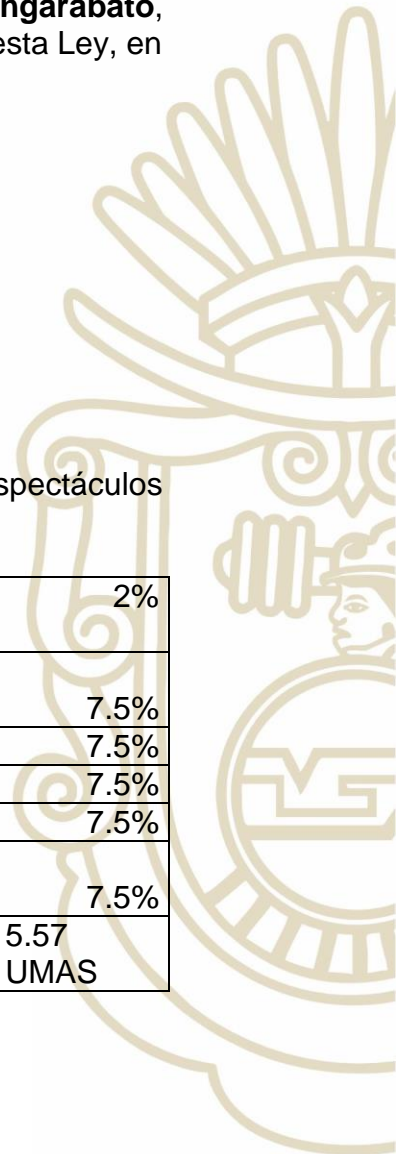 ngarabato,
esta Ley, en
spectáculos
2%
7.5%
7.5%
7.5%
7.5%
7.5%
5.57
UMAS